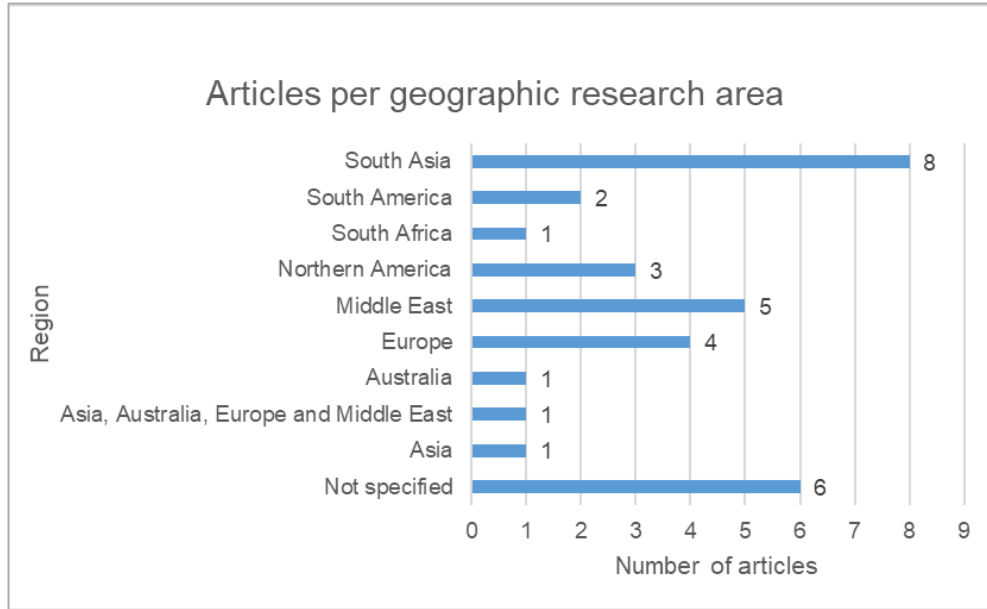 Articles per geographic research area
Region
South Asia 8
South America 2
South Africa 1
Northern America 3
Middle East 5
Europe 4
Australia 1
Asia, Australia, Europe and Middle East 1
Asia 1
Not specified 6
0 1 2 3 4 5 6 7 8 9
Number of articles